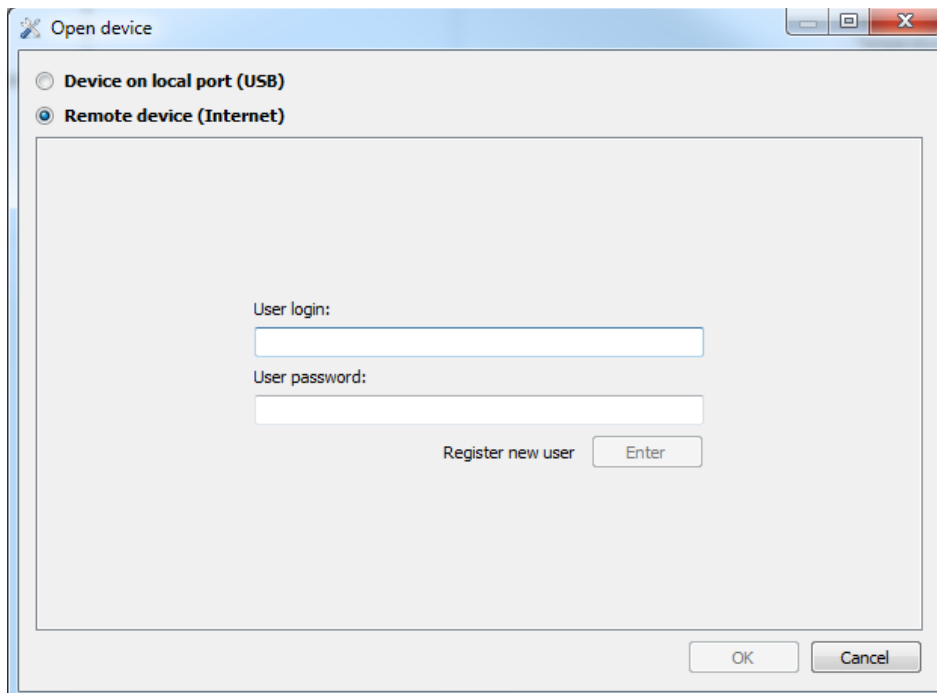 Open device
Device on local port (USB)
Remote device (Internet)
User login:
User password:
Register new user Enter
OK Cancel